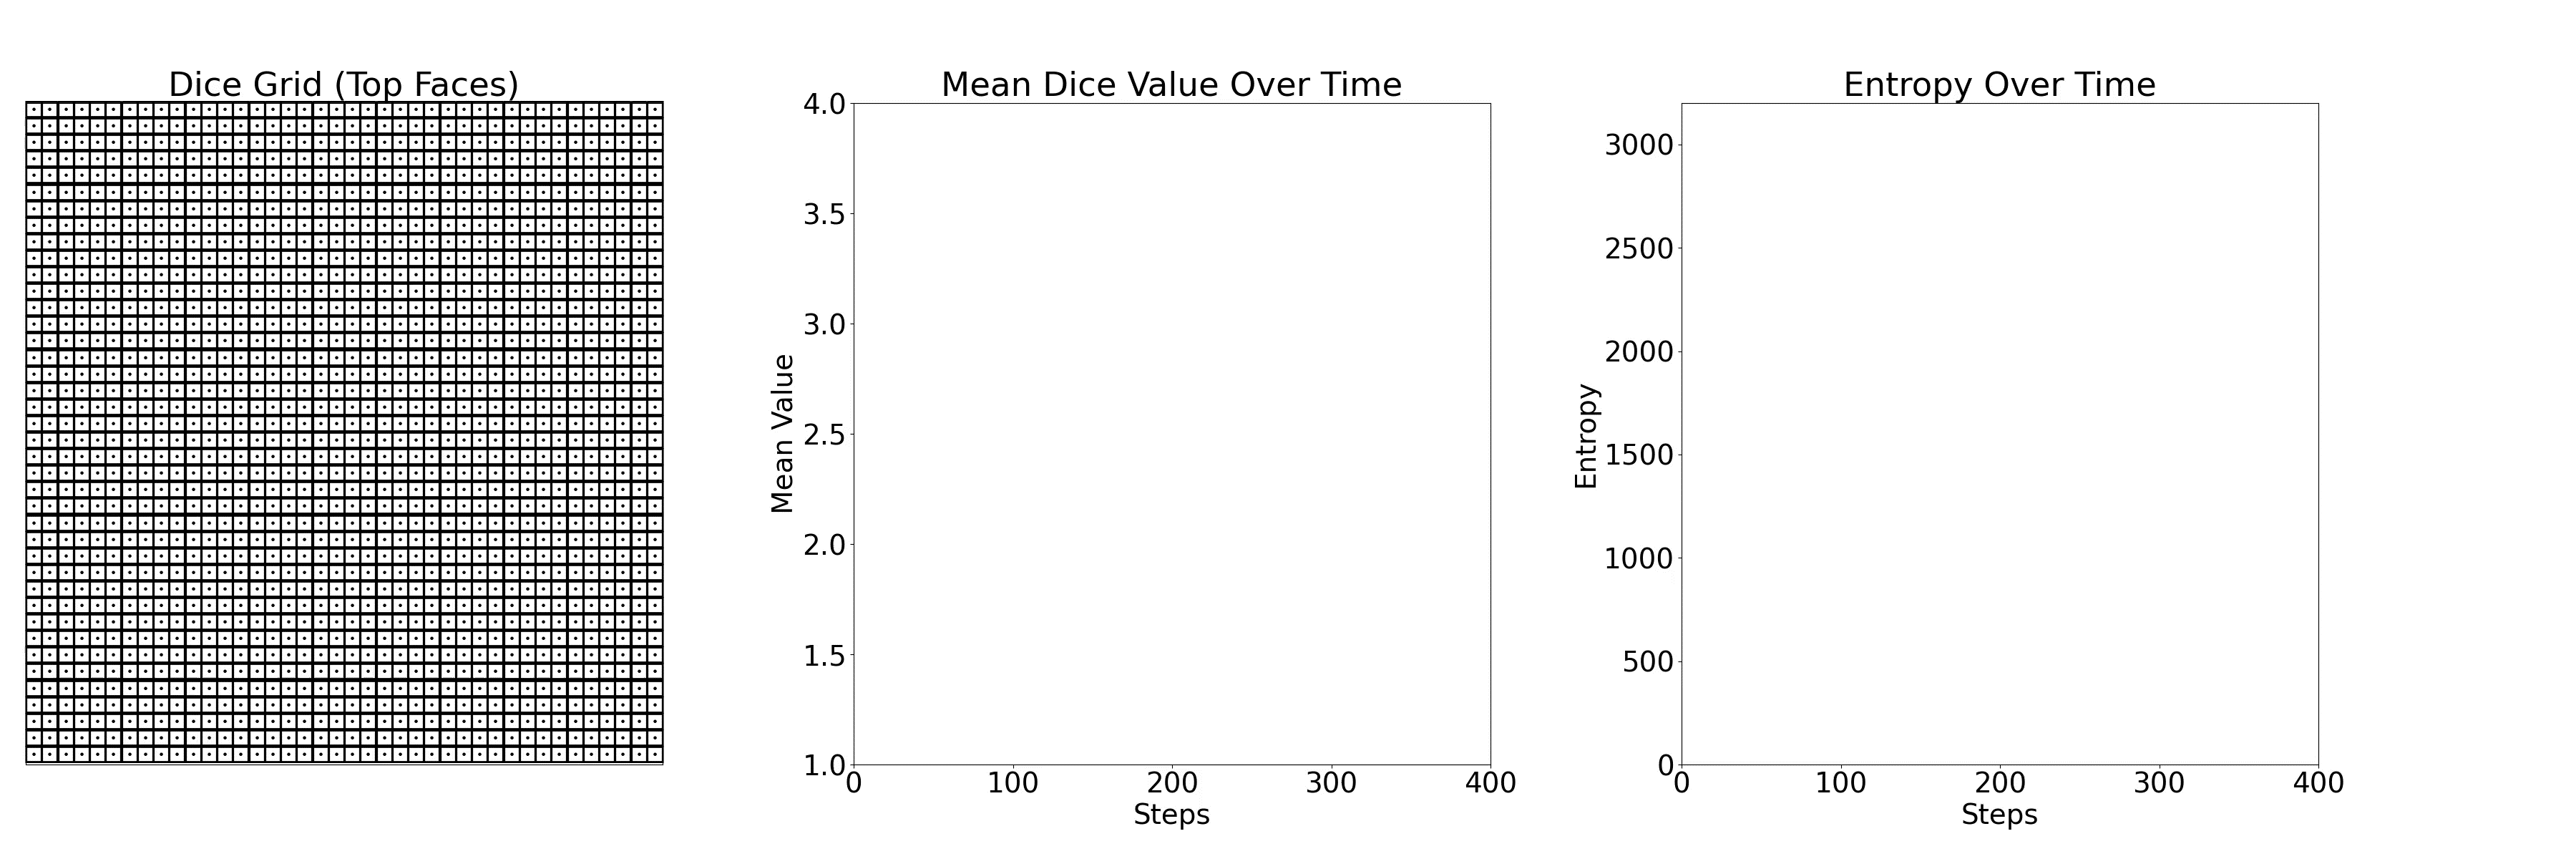 Dice Grid (Top Faces)
Mean Dice Value Over Time
4.0
3.5
3.0
2.5
2.0
1.5
1.0
Mean Value
0 100 200 300 400
Steps
Entropy Over Time
3000
2500
2000
1500
1000
500
0
Entropy
0 100 200 300 400
Steps